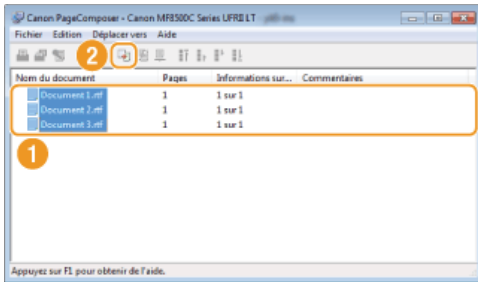 Canon PageComposer - Canon MF8500C Series UFRII LT
Fichier Edition Déplacer vers Aide
2
Nom du document Pages Informations sur... Commentaires
Document 1.rtf 1 1 sur 1
Document 2.rtf 1 1 sur 1
Document 3.rtf 1 1 sur 1
1
Appuyez sur F1 pour obtenir de l'aide.